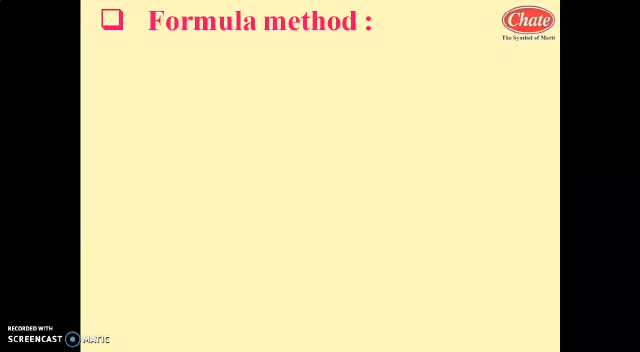 Formula method :
Chate
The Symbol of Merit
RECORDED WITH
SCREENCAST MATIC